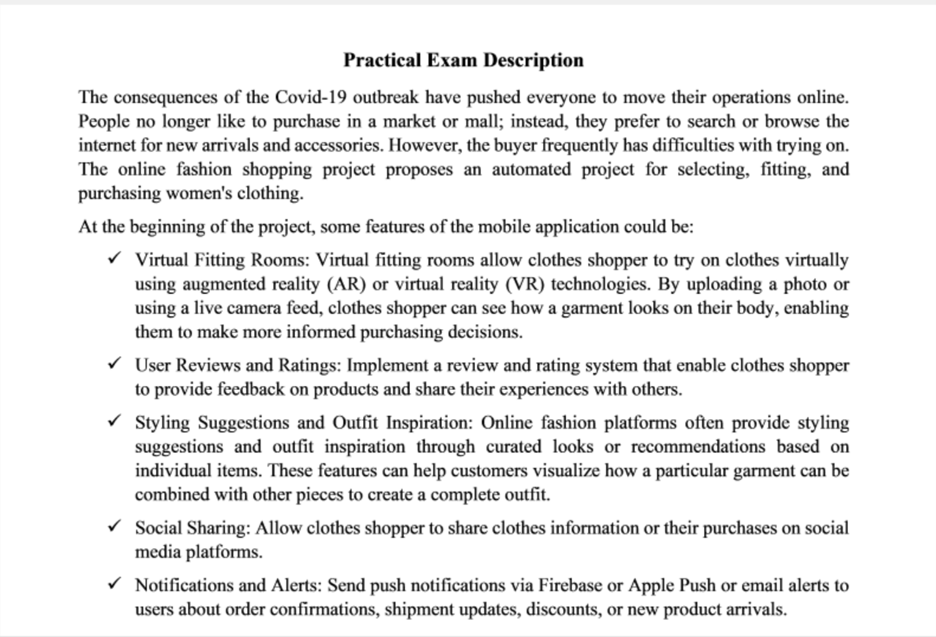 Practical Exam Description
The consequences of the Covid-19 outbreak have pushed everyone to move their operations online.
People no longer like to purchase in a market or mall; instead, they prefer to search or browse the
internet for new arrivals and accessories. However, the buyer frequently has difficulties with trying on.
The online fashion shopping project proposes an automated project for selecting, fitting, and
purchasing women's clothing.
At the beginning of the project, some features of the mobile application could be:
✓ Virtual Fitting Rooms: Virtual fitting rooms allow clothes shopper to try on clothes virtually
using augmented reality (AR) or virtual reality (VR) technologies. By uploading a photo or
using a live camera feed, clothes shopper can see how a garment looks on their body, enabling
them to make more informed purchasing decisions.
✓ User Reviews and Ratings: Implement a review and rating system that enable clothes shopper
to provide feedback on products and share their experiences with others.
✓ Styling Suggestions and Outfit Inspiration: Online fashion platforms often provide styling
suggestions and outfit inspiration through curated looks or recommendations based on
individual items. These features can help customers visualize how a particular garment can be
combined with other pieces to create a complete outfit.
✓ Social Sharing: Allow clothes shopper to share clothes information or their purchases on social
media platforms.
✓ Notifications and Alerts: Send push notifications via Firebase or Apple Push or email alerts to
users about order confirmations, shipment updates, discounts, or new product arrivals.